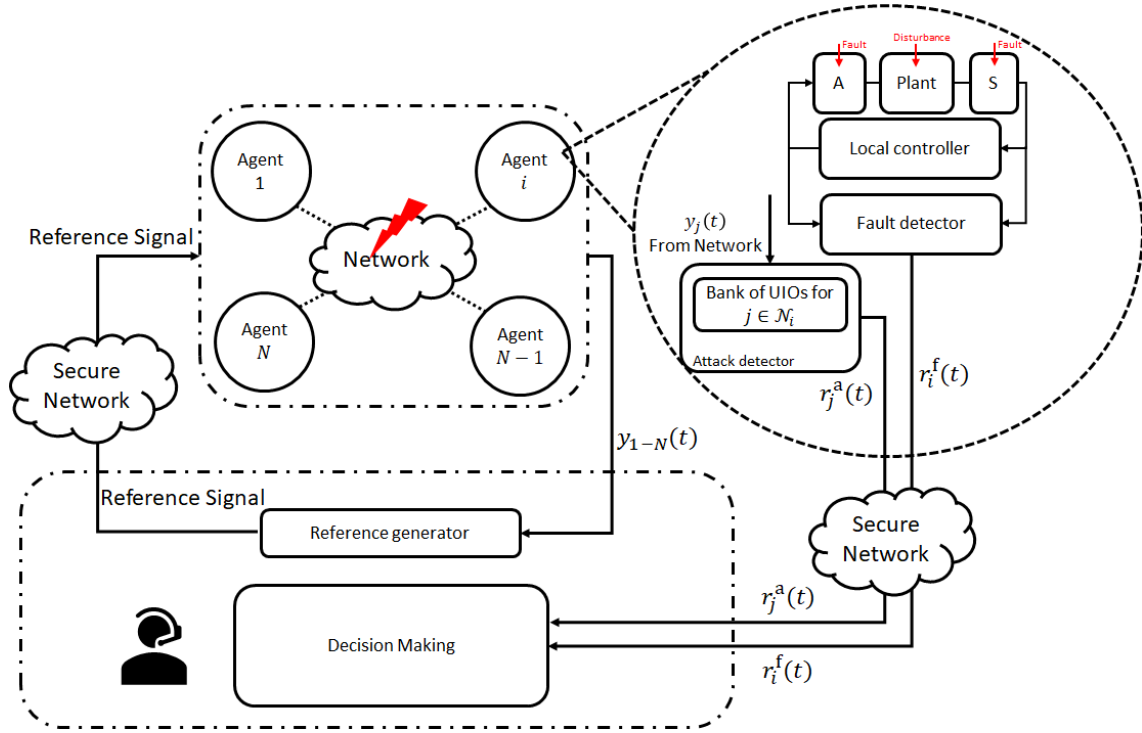 Fault
Disturbance
Fault
A
Plant
S
Local controller
Fault detector
Agent
1
Agent
i
Network
Agent
N
Agent
N − 1
Reference Signal
Secure
Network
y_j(t)
From Network
Bank of UIOs for
j ∈ 𝒩_i
Attack detector
r_j^a(t)
r_i^f(t)
y_{1−N}(t)
Reference Signal
Reference generator
Secure
Network
Decision Making
r_j^a(t)
r_i^f(t)